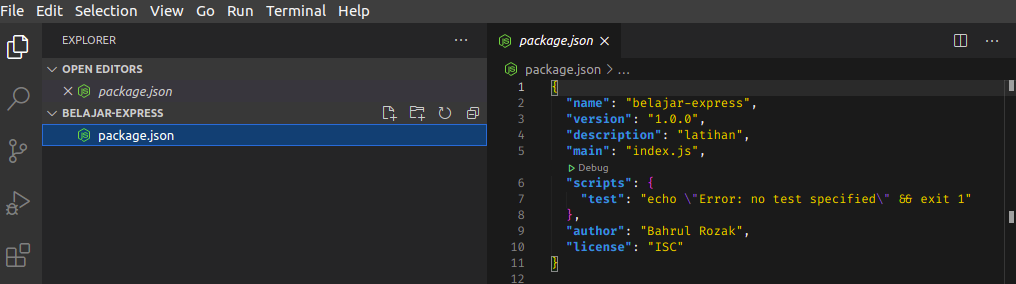 File Edit Selection View Go Run Terminal Help
EXPLORER ...
OPEN EDITORS
package.json
BELAJAR-EXPRESS
package.json
package.json
package.json > ...
1 {
2 "name": "belajar-express",
3 "version": "1.0.0",
4 "description": "latihan",
5 "main": "index.js",
Debug
6 "scripts": {
7 "test": "echo \"Error: no test specified\" && exit 1"
8 },
9 "author": "Bahrul Rozak",
10 "license": "ISC"
11 }
12